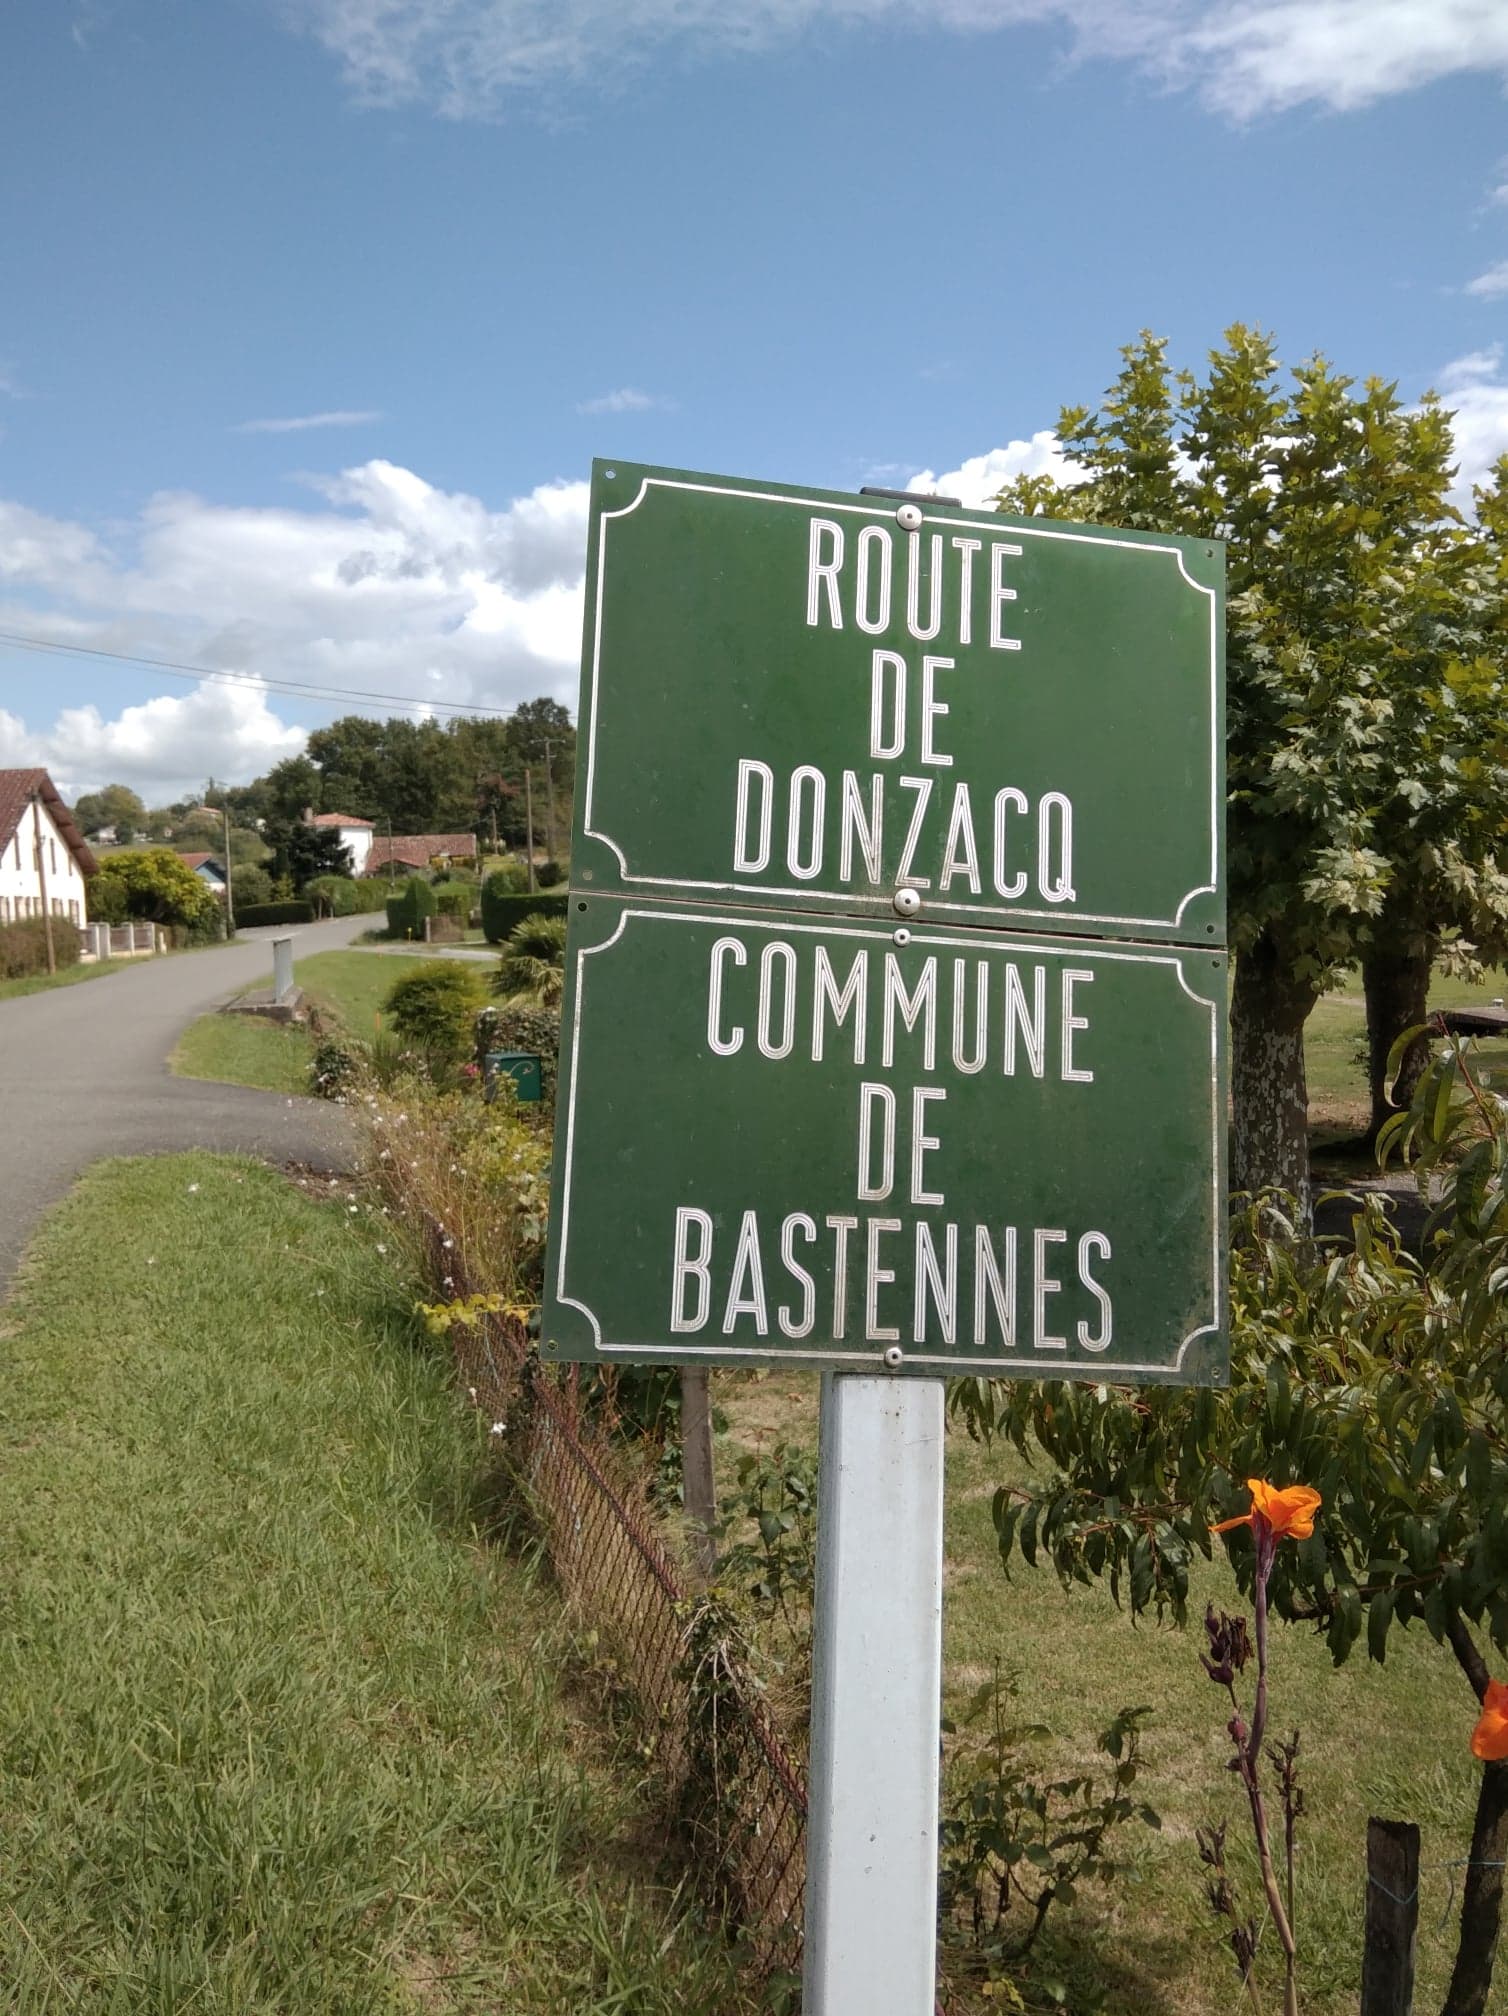 ROUTE
DE
DONZACQ
COMMUNE
DE
BASTENNES